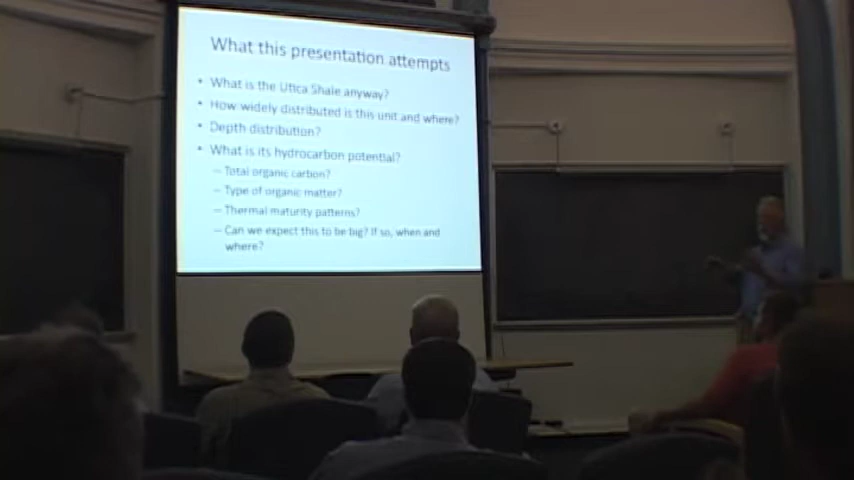 What this presentation attempts
• What is the Utica Shale anyway?
• How widely distributed is this unit and where?
• Depth distribution?
• What is its hydrocarbon potential?
– Total organic carbon?
– Type of organic matter?
– Thermal maturity patterns?
– Can we expect this to be big? If so, when and
where?